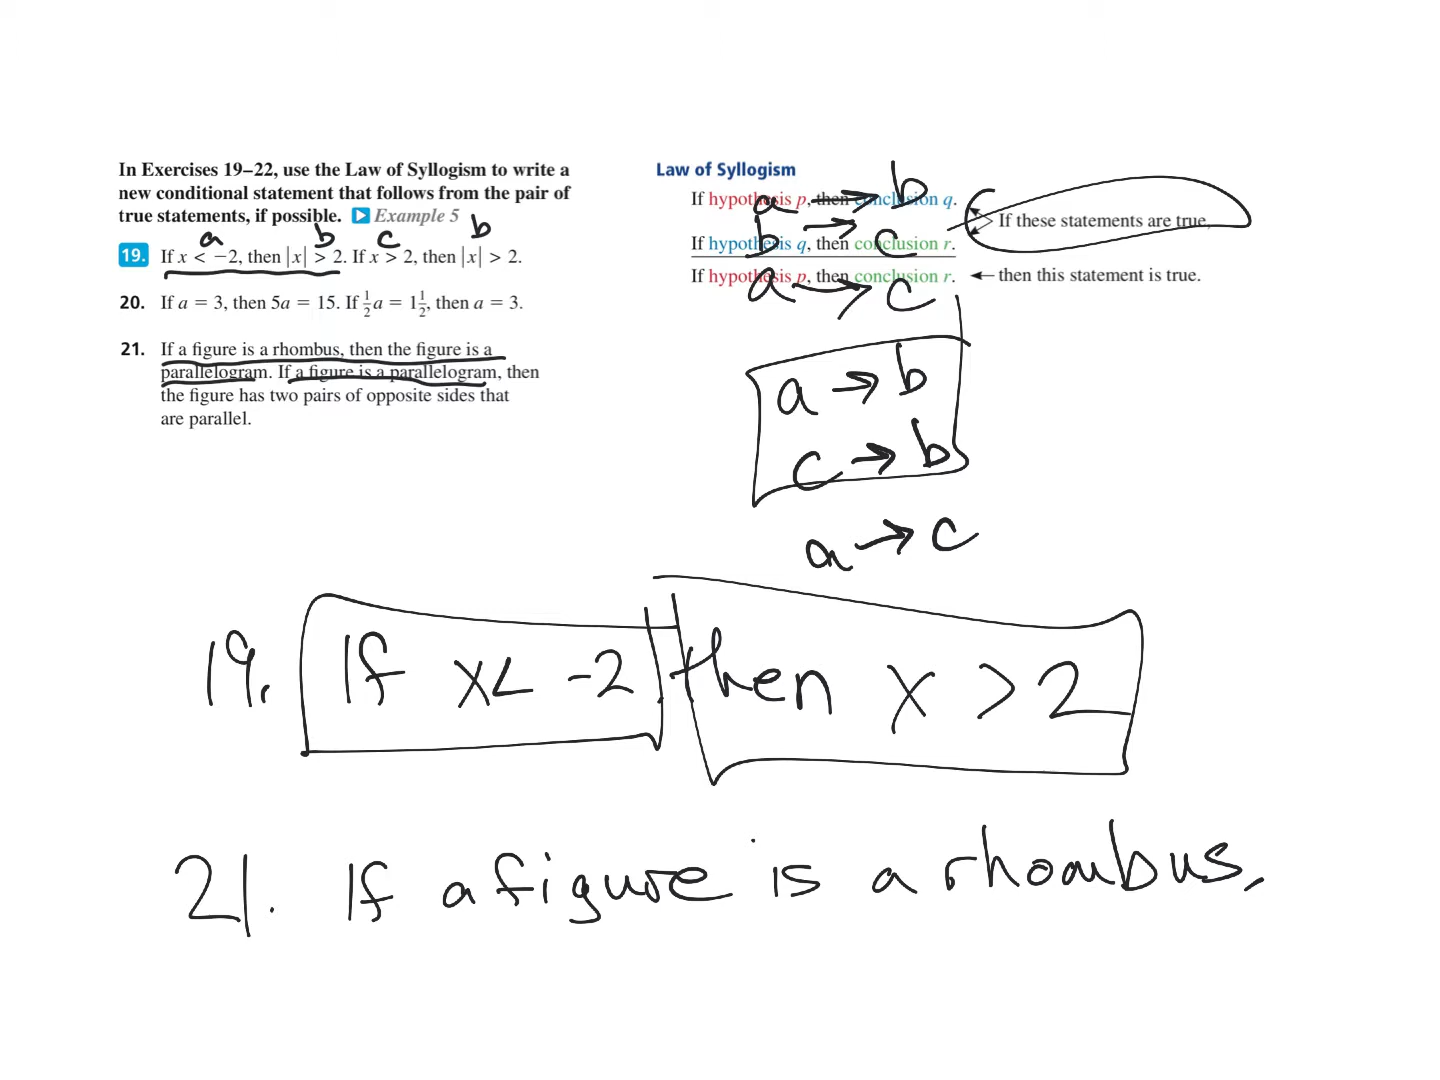 In Exercises 19–22, use the Law of Syllogism to write a
new conditional statement that follows from the pair of
true statements, if possible. Example 5
a b c b
19. If x < −2, then |x| > 2. If x > 2, then |x| > 2.
20. If a = 3, then 5a = 15. If 1/2 a = 1 1/2, then a = 3.
21. If a figure is a rhombus, then the figure is a
parallelogram. If a figure is a parallelogram, then
the figure has two pairs of opposite sides that
are parallel.
Law of Syllogism
If hypothesis p, then conclusion q.
a → b
If these statements are true,
If hypothesis q, then conclusion r.
b → c
If hypothesis p, then conclusion r. ← then this statement is true.
a → c
a → b
c → b
a → c
19. If x < -2 then x > 2
21. If a figure is a rhombus,